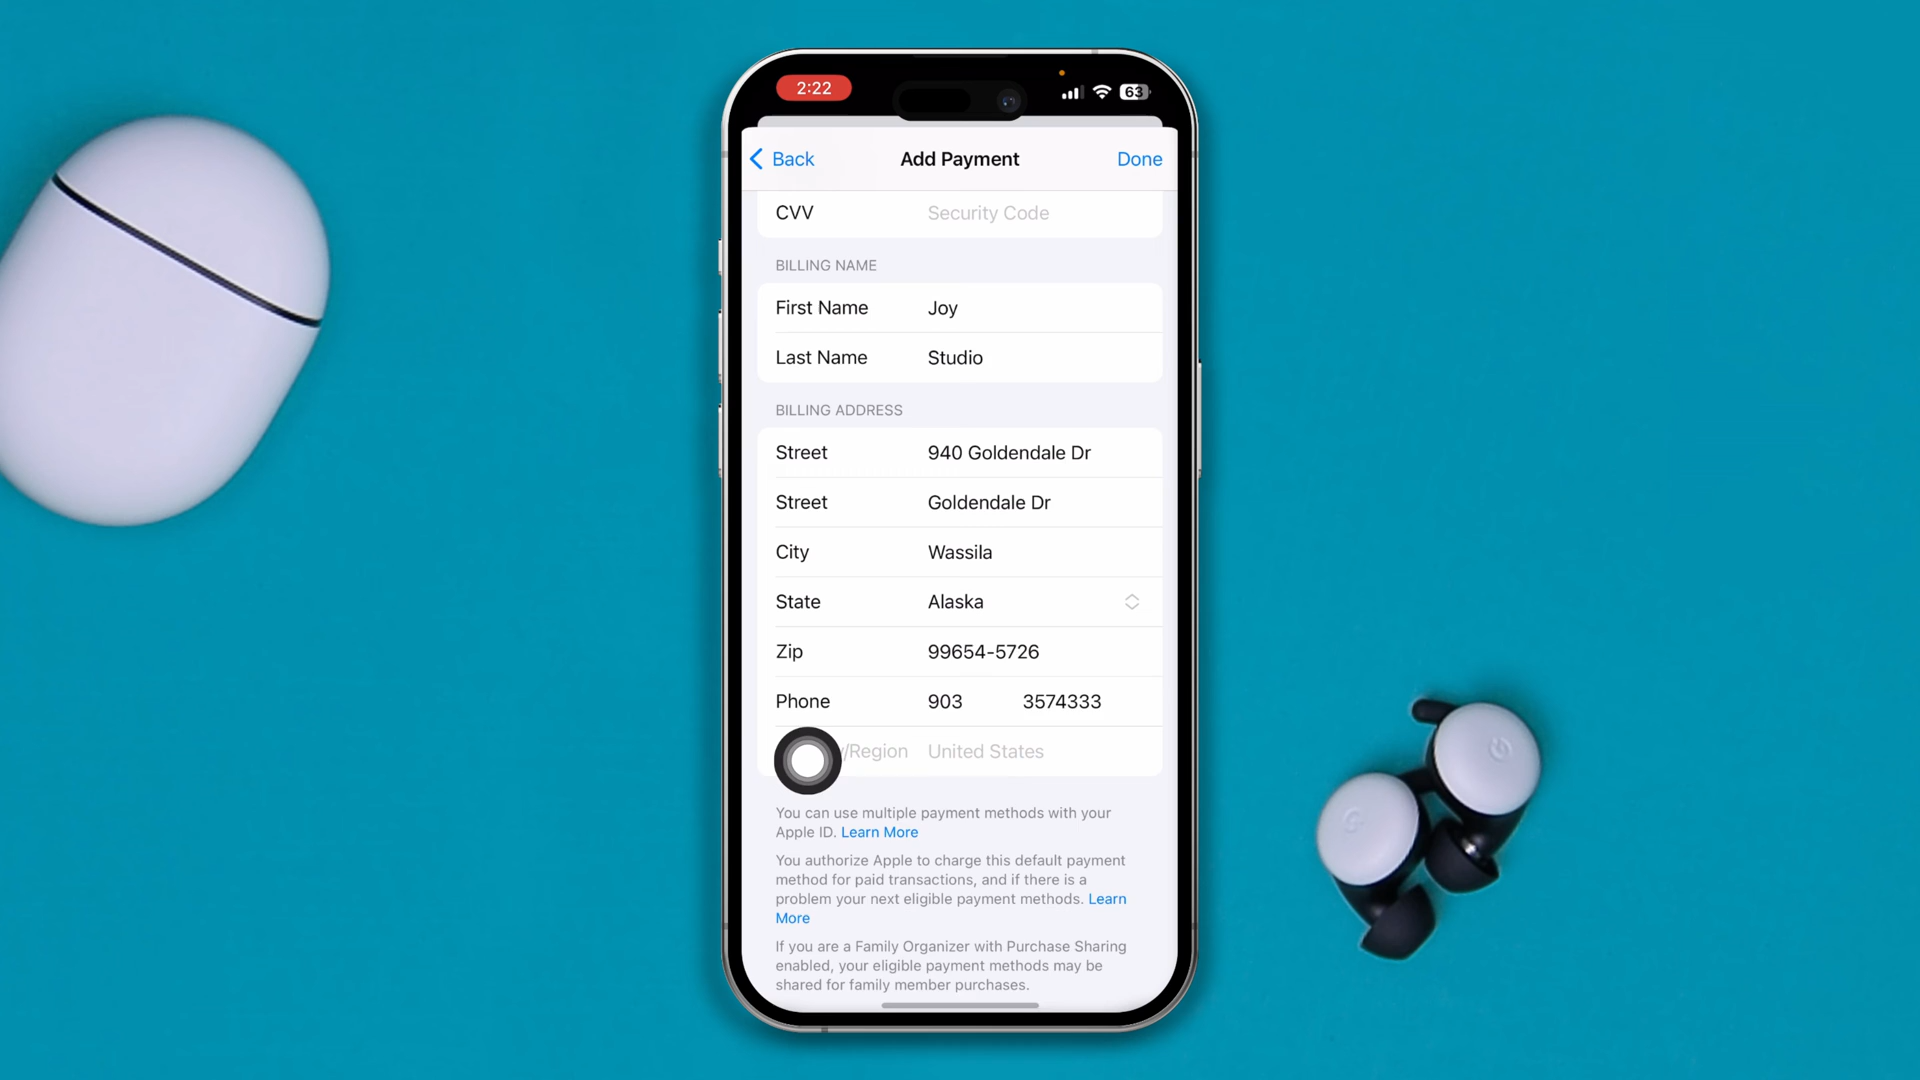 2:22
63
Back
Add Payment
Done
CVV Security Code
BILLING NAME
First Name Joy
Last Name Studio
BILLING ADDRESS
Street 940 Goldendale Dr
Street Goldendale Dr
City Wassila
State Alaska
Zip 99654-5726
Phone 903 3574333
/Region United States
You can use multiple payment methods with your
Apple ID. Learn More
You authorize Apple to charge this default payment
method for paid transactions, and if there is a
problem your next eligible payment methods. Learn
More
If you are a Family Organizer with Purchase Sharing
enabled, your eligible payment methods may be
shared for family member purchases.